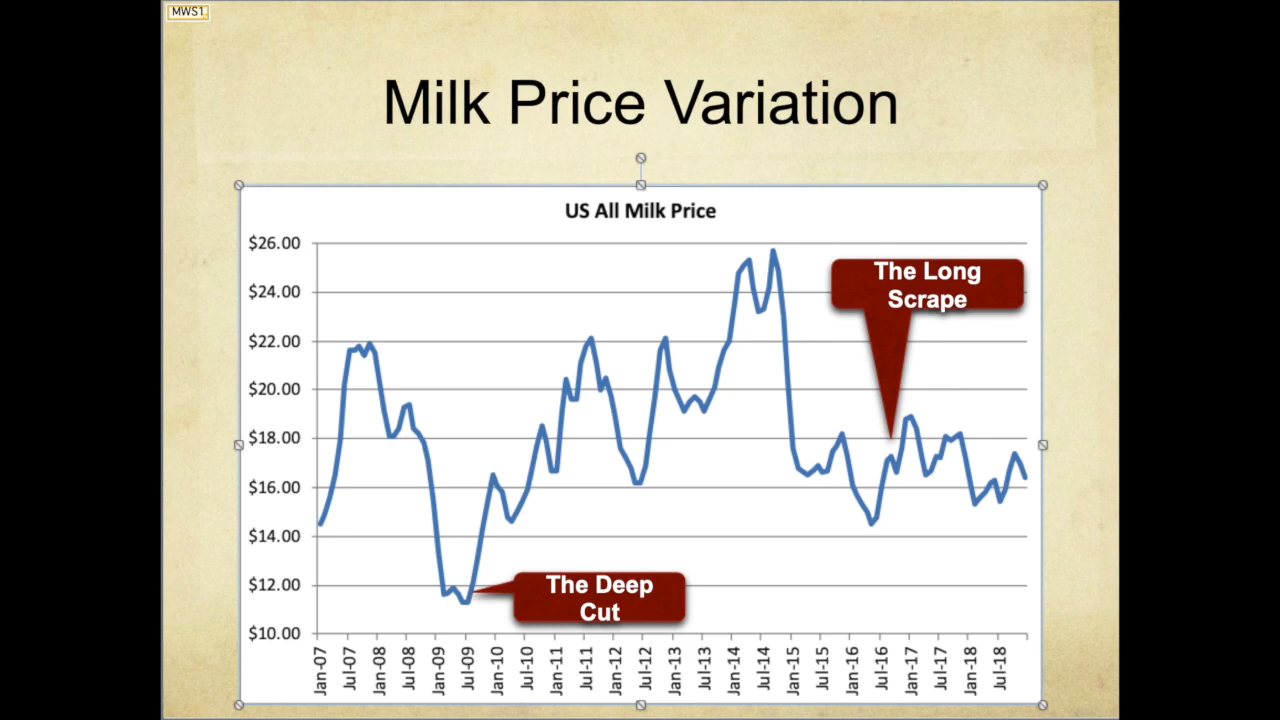 MWS1
Milk Price Variation
US All Milk Price
$26.00
$24.00
$22.00
$20.00
$18.00
$16.00
$14.00
$12.00
$10.00
The Long
Scrape
The Deep
Cut
Jan-07
Jul-07
Jan-08
Jul-08
Jan-09
Jul-09
Jan-10
Jul-10
Jan-11
Jul-11
Jan-12
Jul-12
Jan-13
Jul-13
Jan-14
Jul-14
Jan-15
Jul-15
Jan-16
Jul-16
Jan-17
Jul-17
Jan-18
Jul-18